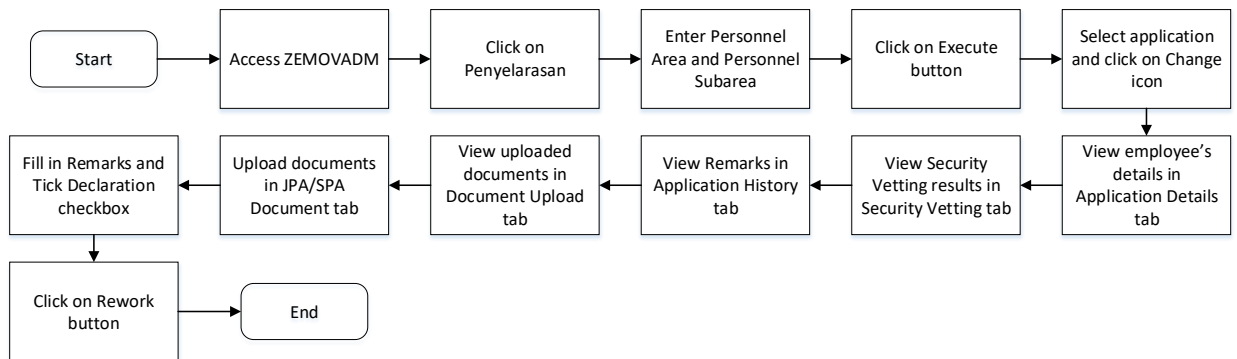 Start
Access ZEMOVADM
Click on
Penyelarasan
Enter Personnel
Area and Personnel
Subarea
Click on Execute
button
Select application
and click on Change
icon
View employee’s
details in
Application Details
tab
View Security
Vetting results in
Security Vetting tab
View Remarks in
Application History
tab
View uploaded
documents in
Document Upload
tab
Upload documents
in JPA/SPA
Document tab
Fill in Remarks and
Tick Declaration
checkbox
Click on Rework
button
End